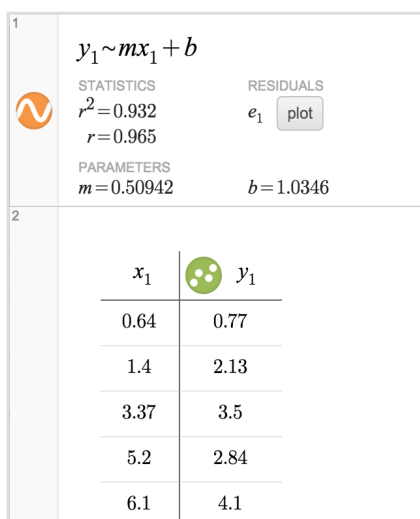 1
y₁~mx₁+b
STATISTICS RESIDUALS
r²=0.932 e₁ plot
r=0.965
PARAMETERS
m=0.50942 b=1.0346
2
x₁ y₁
0.64 0.77
1.4 2.13
3.37 3.5
5.2 2.84
6.1 4.1